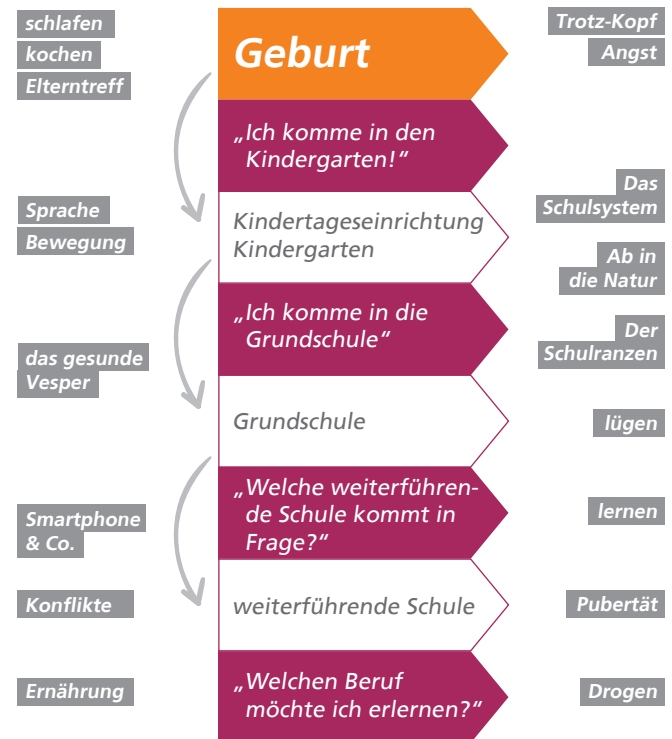 schlafen
kochen
Elterntreff
Geburt
Trotz-Kopf
Angst
„Ich komme in den
Kindergarten!“
Sprache
Bewegung
Kindertageseinrichtung
Kindergarten
Das
Schulsystem
Ab in
die Natur
„Ich komme in die
Grundschule“
Der
Schulranzen
das gesunde
Vesper
Grundschule
lügen
„Welche weiterführen-
de Schule kommt in
Frage?“
Smartphone
& Co.
lernen
Konflikte
weiterführende Schule
Pubertät
Ernährung
„Welchen Beruf
möchte ich erlernen?“
Drogen